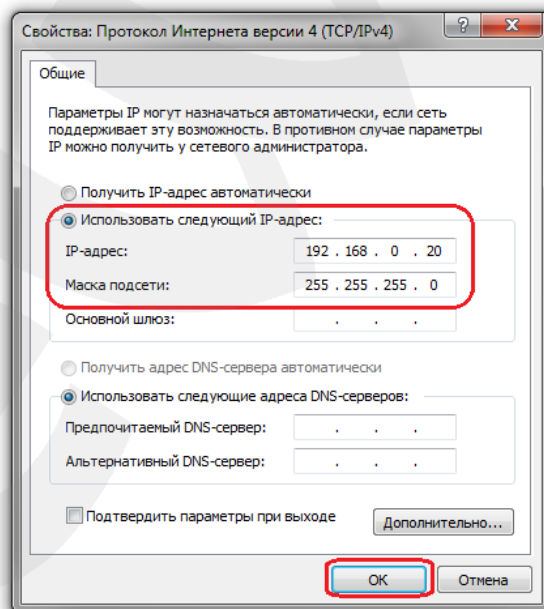 Свойства: Протокол Интернета версии 4 (TCP/IPv4)
Общие
Параметры IP могут назначаться автоматически, если сеть
поддерживает эту возможность. В противном случае параметры
IP можно получить у сетевого администратора.
Получить IP-адрес автоматически
Использовать следующий IP-адрес:
IP-адрес: 192 . 168 . 0 . 20
Маска подсети: 255 . 255 . 255 . 0
Основной шлюз: . . .
Получить адрес DNS-сервера автоматически
Использовать следующие адреса DNS-серверов:
Предпочитаемый DNS-сервер: . . .
Альтернативный DNS-сервер: . . .
Подтвердить параметры при выходе
Дополнительно...
ОК Отмена